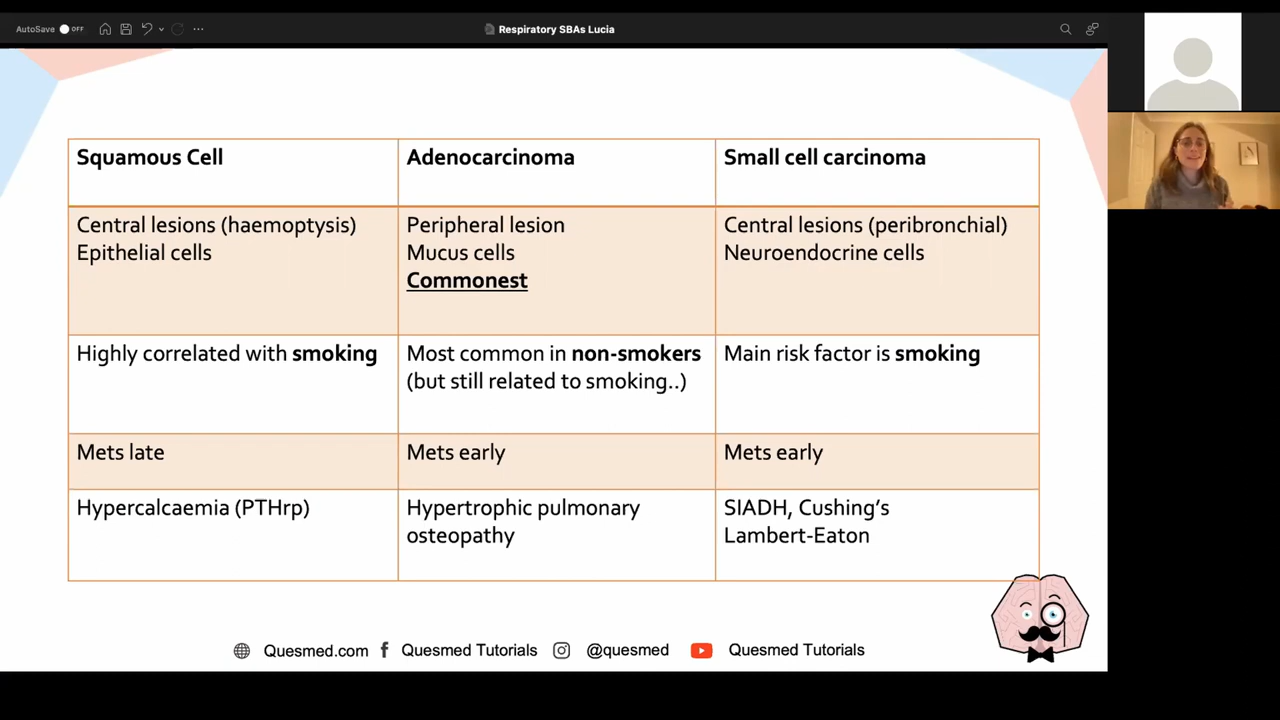 AutoSave OFF
Respiratory SBAs Lucia
Squamous Cell
Adenocarcinoma
Small cell carcinoma
Central lesions (haemoptysis)
Epithelial cells
Peripheral lesion
Mucus cells
Commonest
Central lesions (peribronchial)
Neuroendocrine cells
Highly correlated with smoking
Most common in non-smokers
(but still related to smoking..)
Main risk factor is smoking
Mets late
Mets early
Mets early
Hypercalcaemia (PTHrp)
Hypertrophic pulmonary
osteopathy
SIADH, Cushing's
Lambert-Eaton
Quesmed.com
Quesmed Tutorials
@quesmed
Quesmed Tutorials